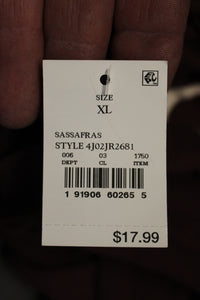 SIZE
XL
SASSAFRAS
STYLE 4J02JR2681
006 03 1750
DEPT CL ITEM
1 91906 60265 5
$17.99